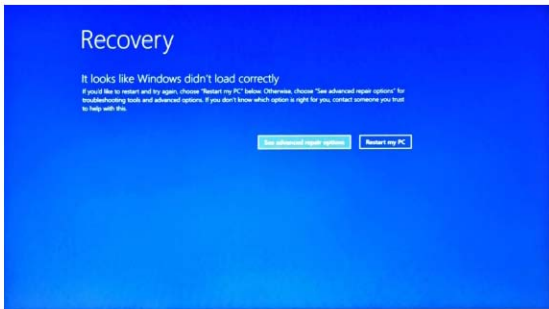 Recovery
It looks like Windows didn't load correctly
If you'd like to restart and try again, choose "Restart my PC" below. Otherwise, choose "See advanced repair options" for
troubleshooting tools and advanced options. If you don't know which option is right for you, contact someone you trust
to help with this.
See advanced repair options Restart my PC